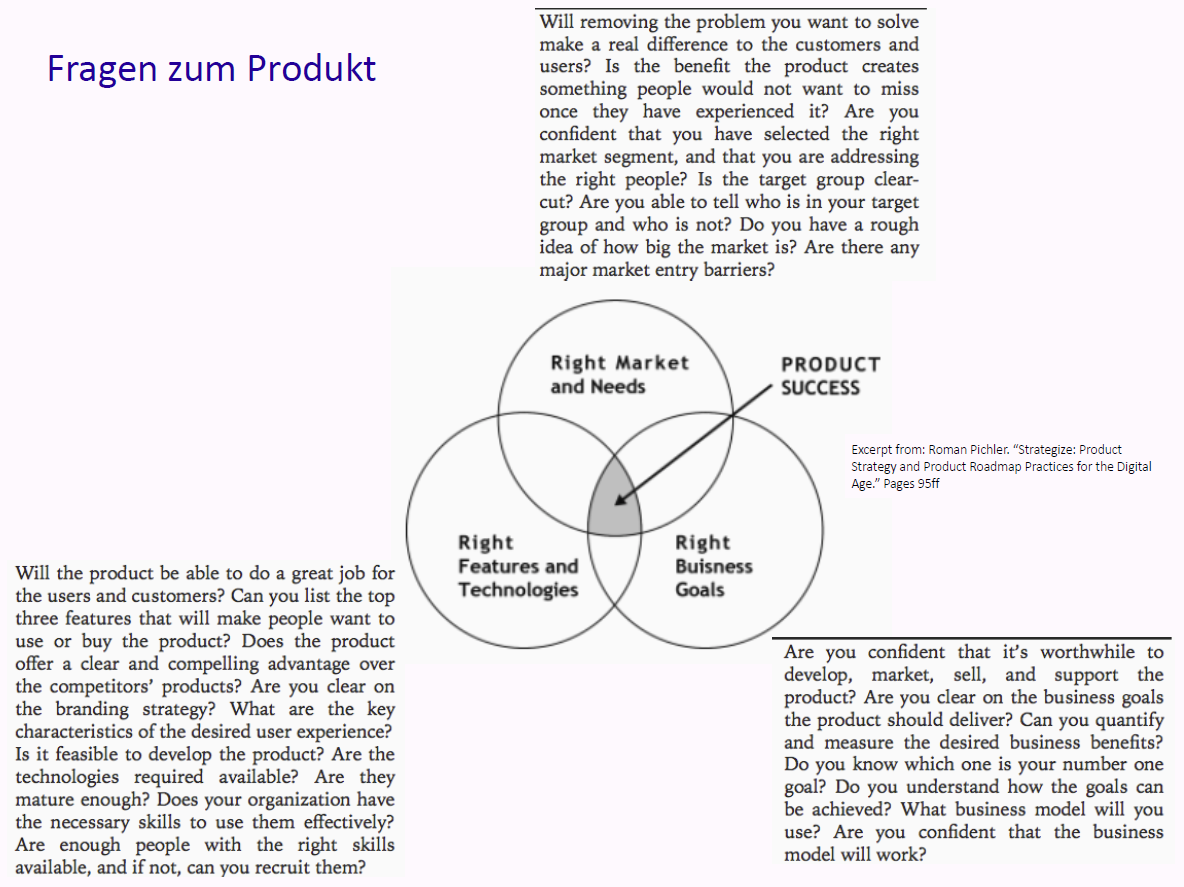 Fragen zum Produkt
Will removing the problem you want to solve
make a real difference to the customers and
users? Is the benefit the product creates
something people would not want to miss
once they have experienced it? Are you
confident that you have selected the right
market segment, and that you are addressing
the right people? Is the target group clear-
cut? Are you able to tell who is in your target
group and who is not? Do you have a rough
idea of how big the market is? Are there any
major market entry barriers?
Right Market
and Needs
PRODUCT
SUCCESS
Excerpt from: Roman Pichler. “Strategize: Product
Strategy and Product Roadmap Practices for the Digital
Age.” Pages 95ff
Right
Features and
Technologies
Right
Buisness
Goals
Will the product be able to do a great job for
the users and customers? Can you list the top
three features that will make people want to
use or buy the product? Does the product
offer a clear and compelling advantage over
the competitors’ products? Are you clear on
the branding strategy? What are the key
characteristics of the desired user experience?
Is it feasible to develop the product? Are the
technologies required available? Are they
mature enough? Does your organization have
the necessary skills to use them effectively?
Are enough people with the right skills
available, and if not, can you recruit them?
Are you confident that it’s worthwhile to
develop, market, sell, and support the
product? Are you clear on the business goals
the product should deliver? Can you quantify
and measure the desired business benefits?
Do you know which one is your number one
goal? Do you understand how the goals can
be achieved? What business model will you
use? Are you confident that the business
model will work?